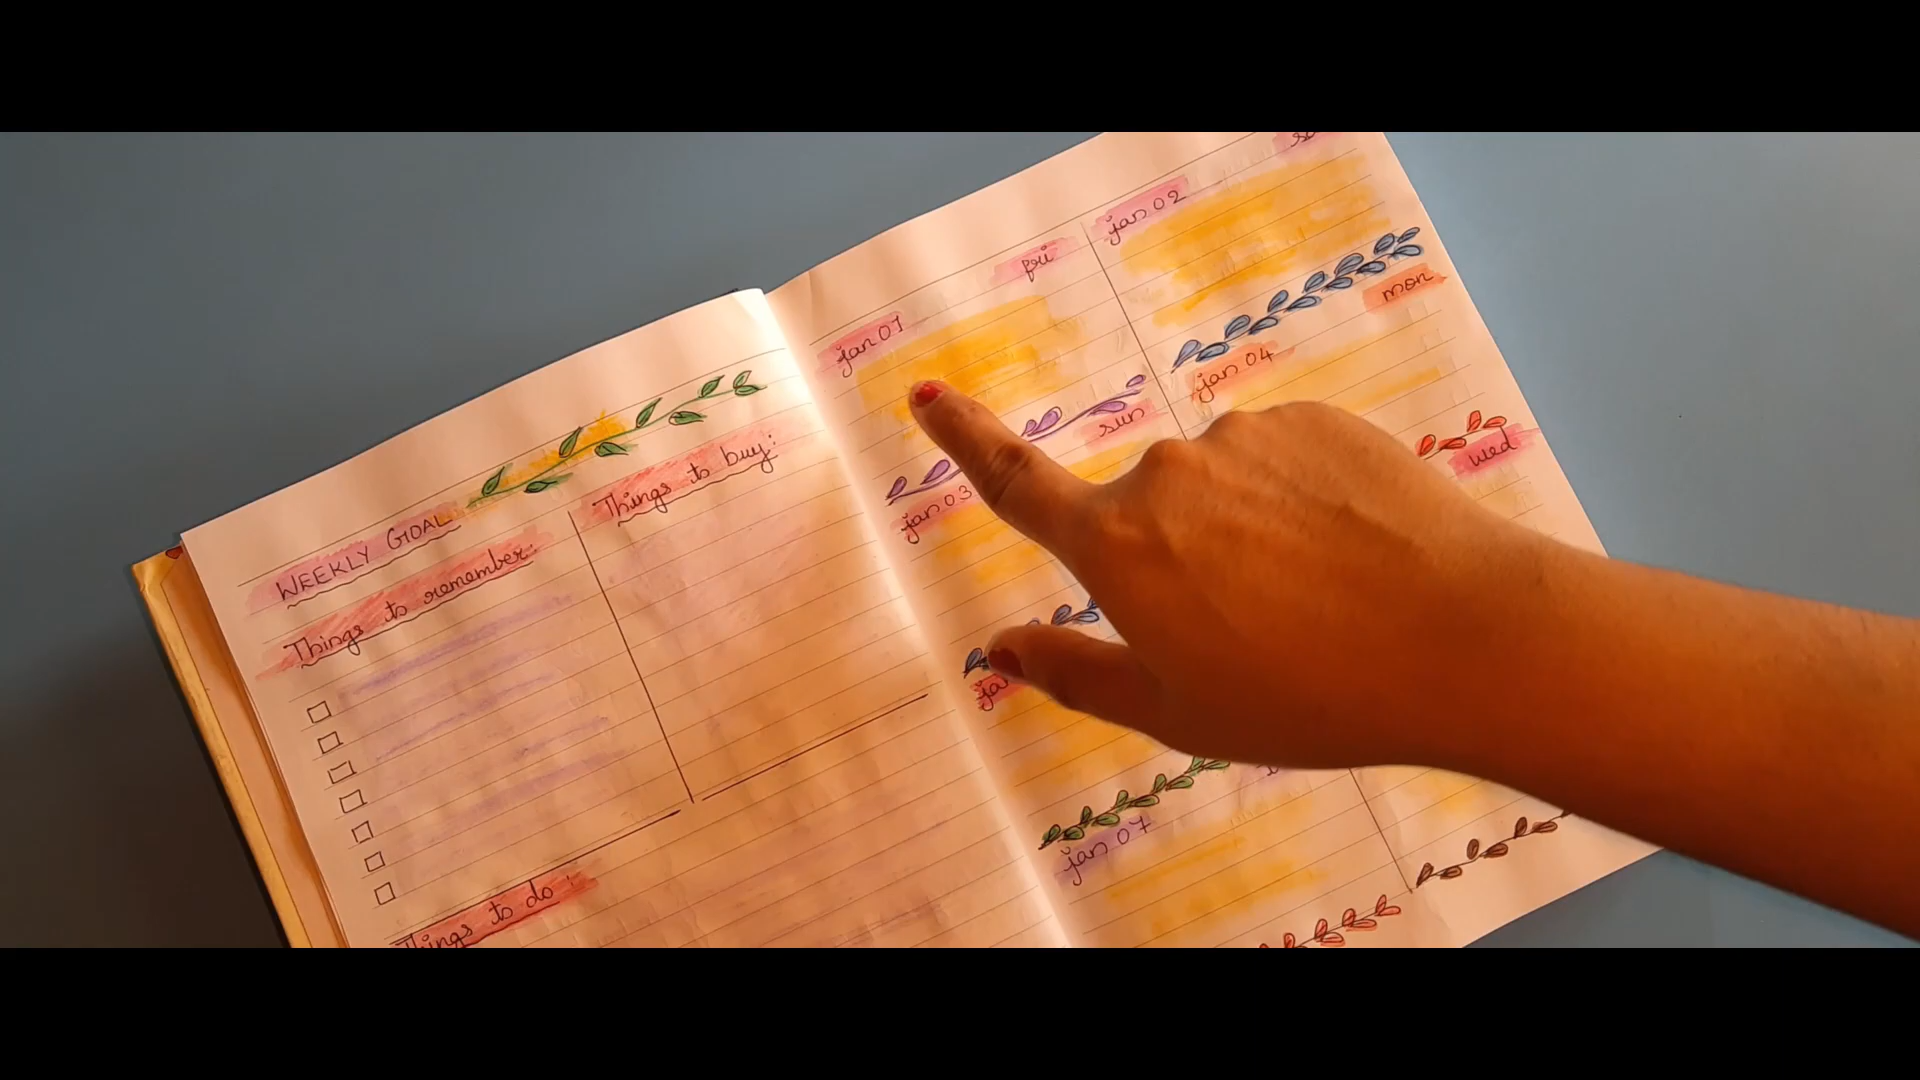 WEEKLY GOAL
Things to remember:
Things to buy:
Things to do :
jan 01
fri
jan 02
jan 03
sun
jan 04
mon
wed
jan 07